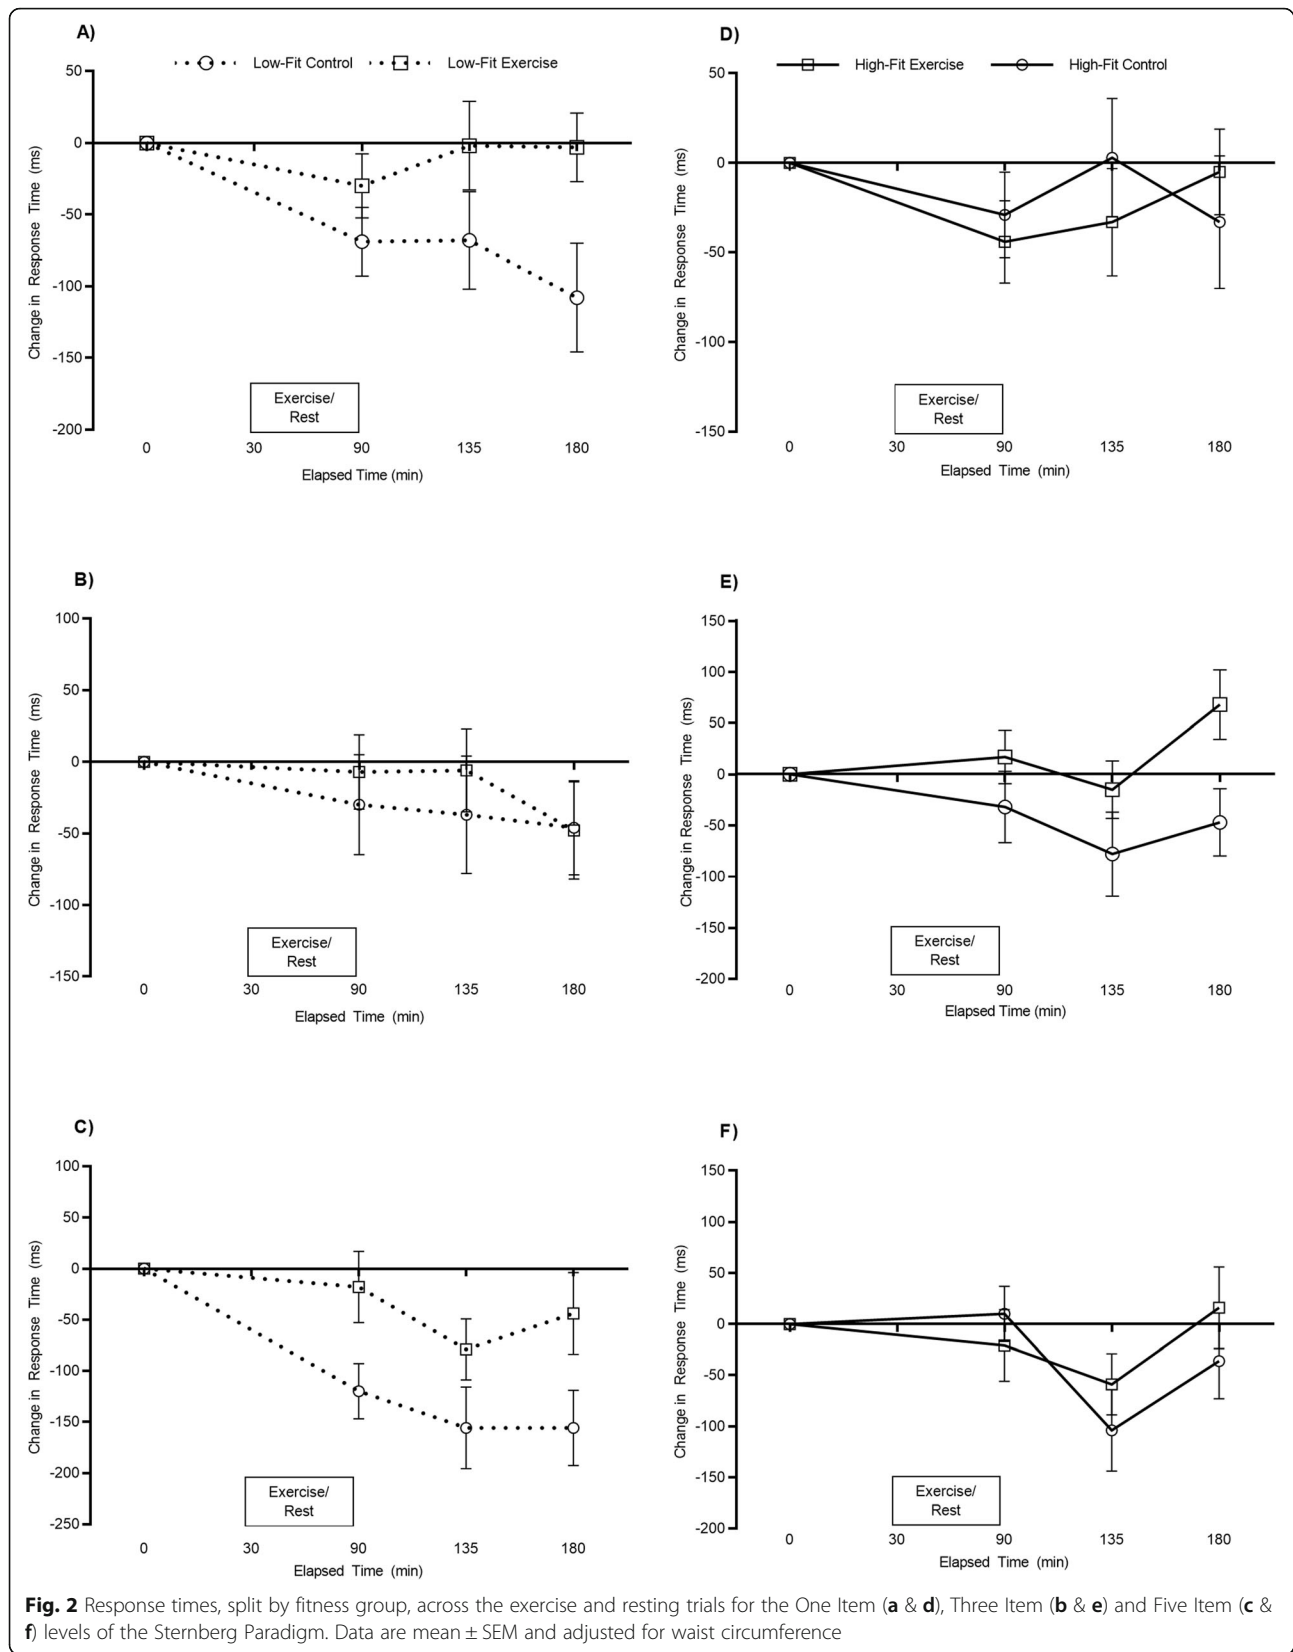 A)
Low-Fit Control Low-Fit Exercise
50
0
-50
-100
-150
-200
Change in Response Time (ms)
Exercise/
Rest
0 30 90 135 180
Elapsed Time (min)
D)
High-Fit Exercise High-Fit Control
50
0
-50
-100
-150
Change in Response Time (ms)
Exercise/
Rest
0 30 90 135 180
Elapsed Time (min)
B)
100
50
0
-50
-100
-150
Change in Response Time (ms)
Exercise/
Rest
0 30 90 135 180
Elapsed Time (min)
E)
150
100
50
0
-50
-100
-150
-200
Change in Response Time (ms)
Exercise/
Rest
0 30 90 135 180
Elapsed Time (min)
C)
100
50
0
-50
-100
-150
-200
-250
Change in Response Time (ms)
Exercise/
Rest
0 30 90 135 180
Elapsed Time (min)
F)
150
100
50
0
-50
-100
-150
-200
Change in Response Time (ms)
Exercise/
Rest
0 30 90 135 180
Elapsed Time (min)
Fig. 2 Response times, split by fitness group, across the exercise and resting trials for the One Item (a & d), Three Item (b & e) and Five Item (c &
f) levels of the Sternberg Paradigm. Data are mean ± SEM and adjusted for waist circumference